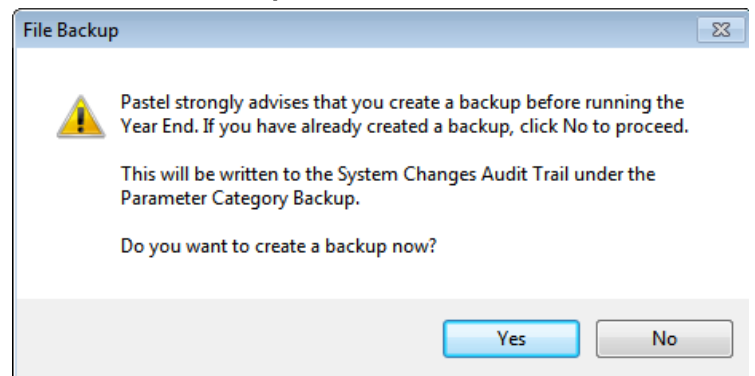 File Backup
Pastel strongly advises that you create a backup before running the
Year End. If you have already created a backup, click No to proceed.
This will be written to the System Changes Audit Trail under the
Parameter Category Backup.
Do you want to create a backup now?
Yes No